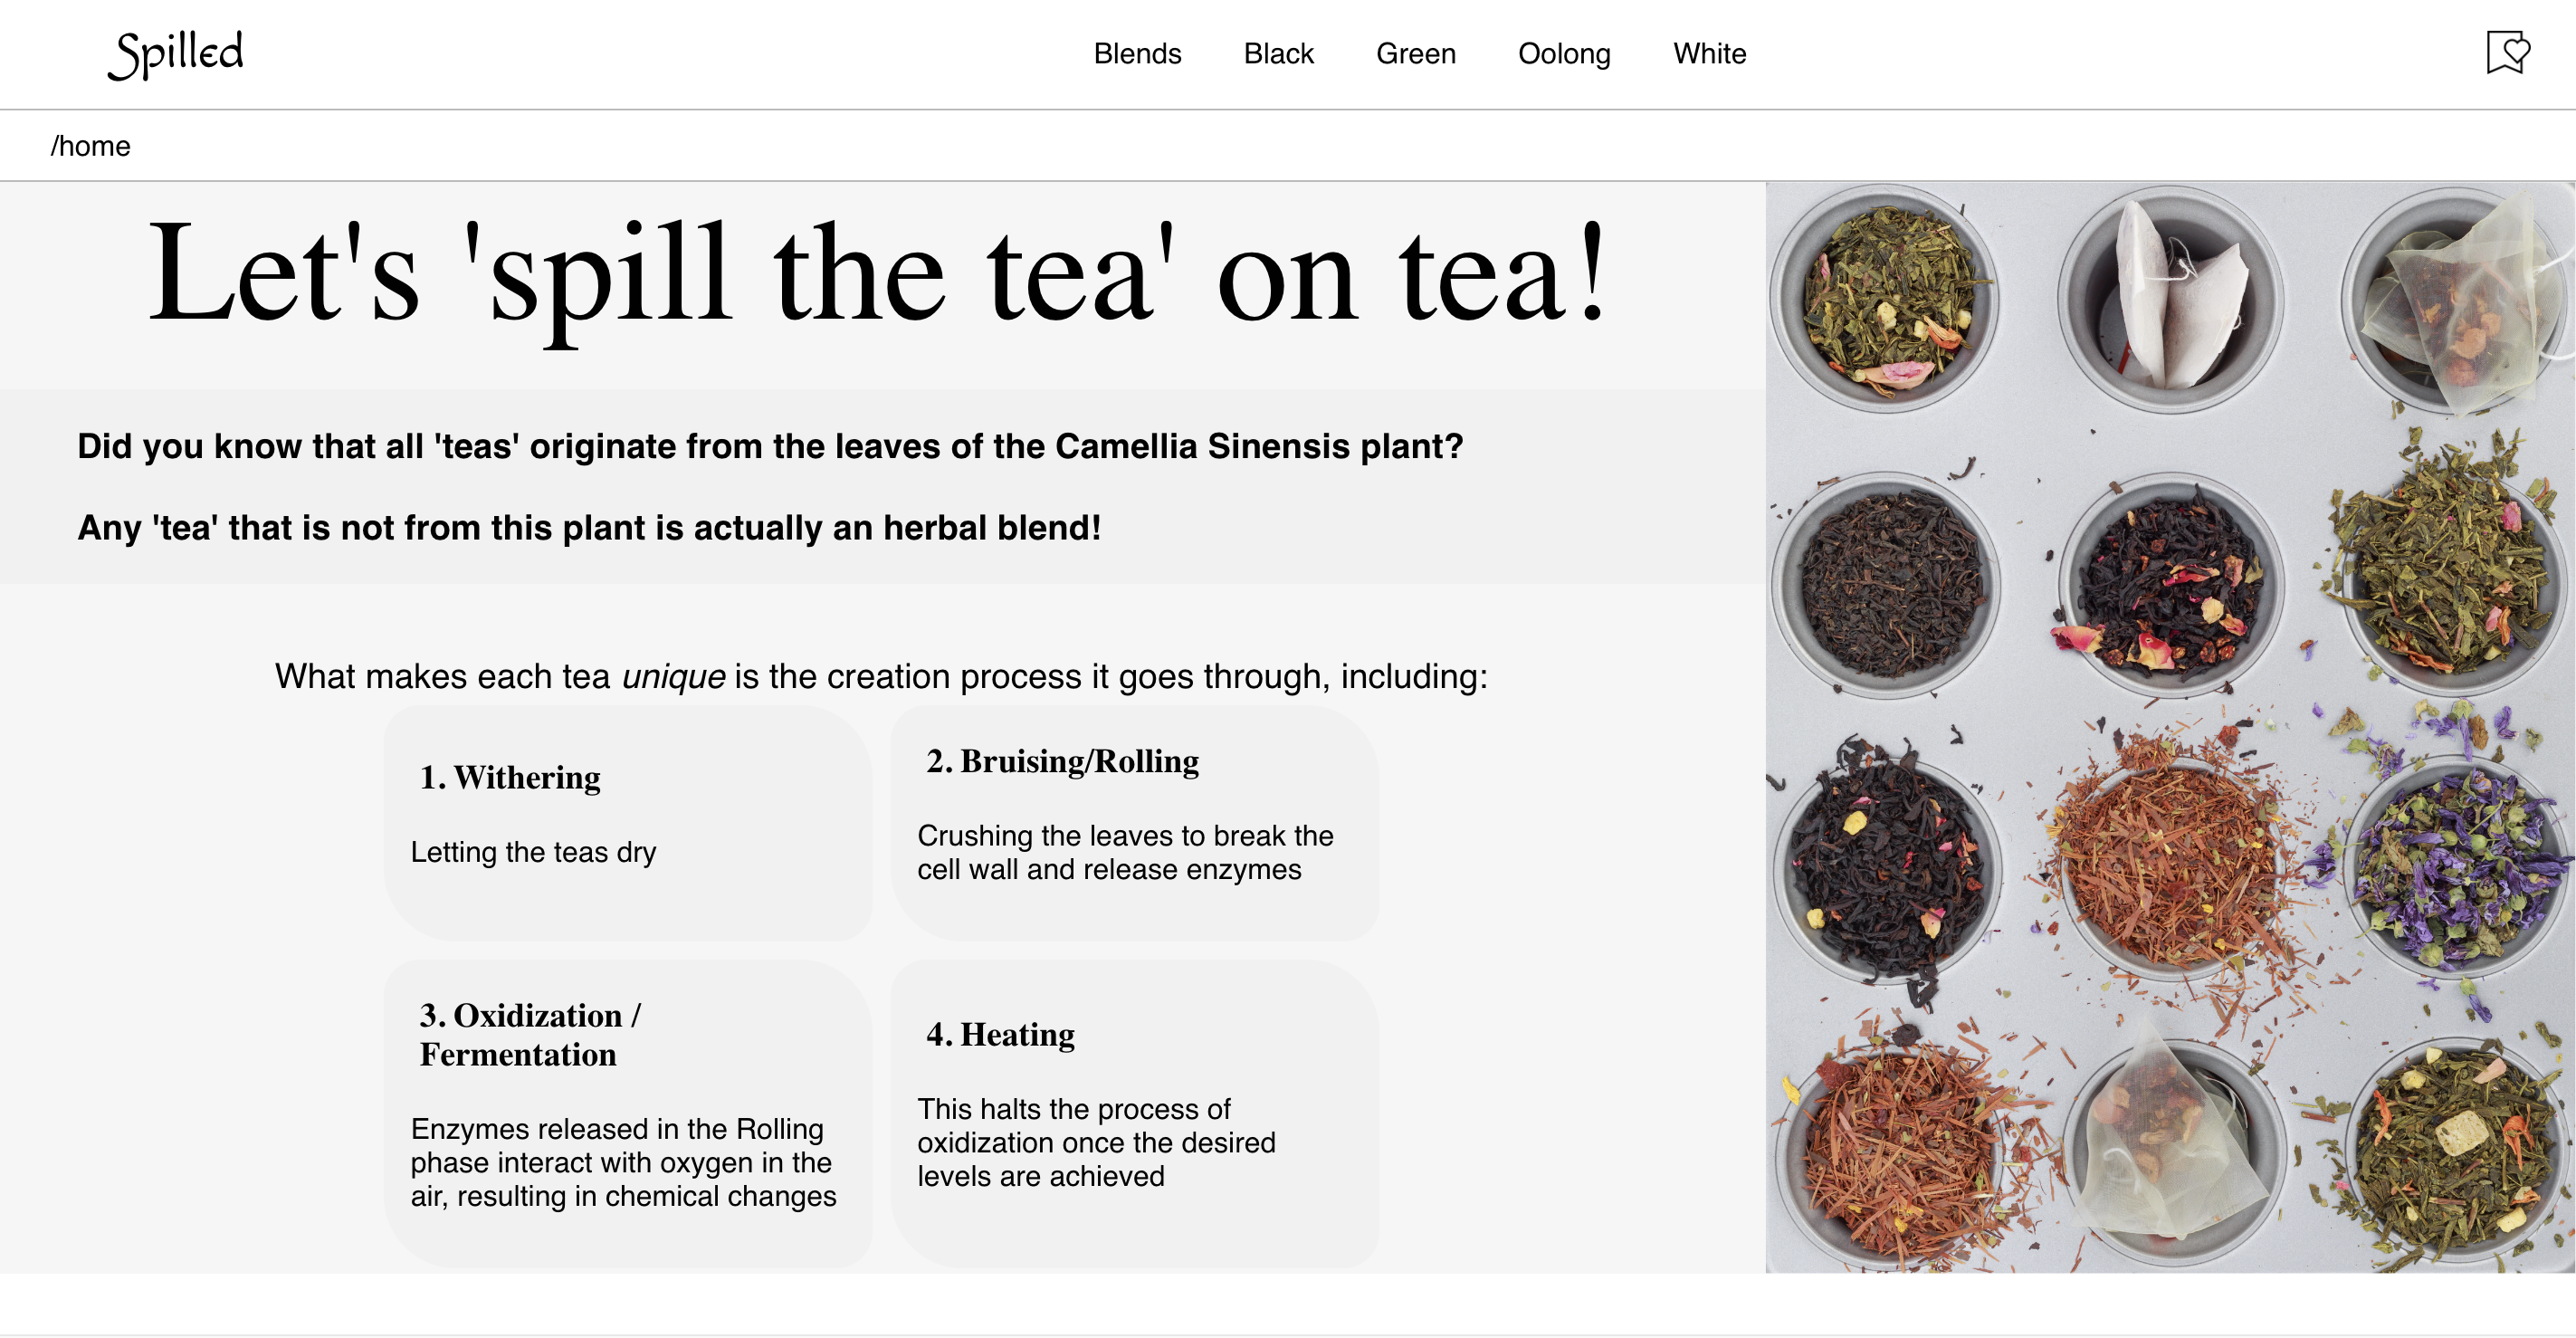 Spilled
Blends Black Green Oolong White
/home
Let's 'spill the tea' on tea!
Did you know that all 'teas' originate from the leaves of the Camellia Sinensis plant?
Any 'tea' that is not from this plant is actually an herbal blend!
What makes each tea unique is the creation process it goes through, including:
1. Withering
Letting the teas dry
2. Bruising/Rolling
Crushing the leaves to break the
cell wall and release enzymes
3. Oxidization /
Fermentation
Enzymes released in the Rolling
phase interact with oxygen in the
air, resulting in chemical changes
4. Heating
This halts the process of
oxidization once the desired
levels are achieved